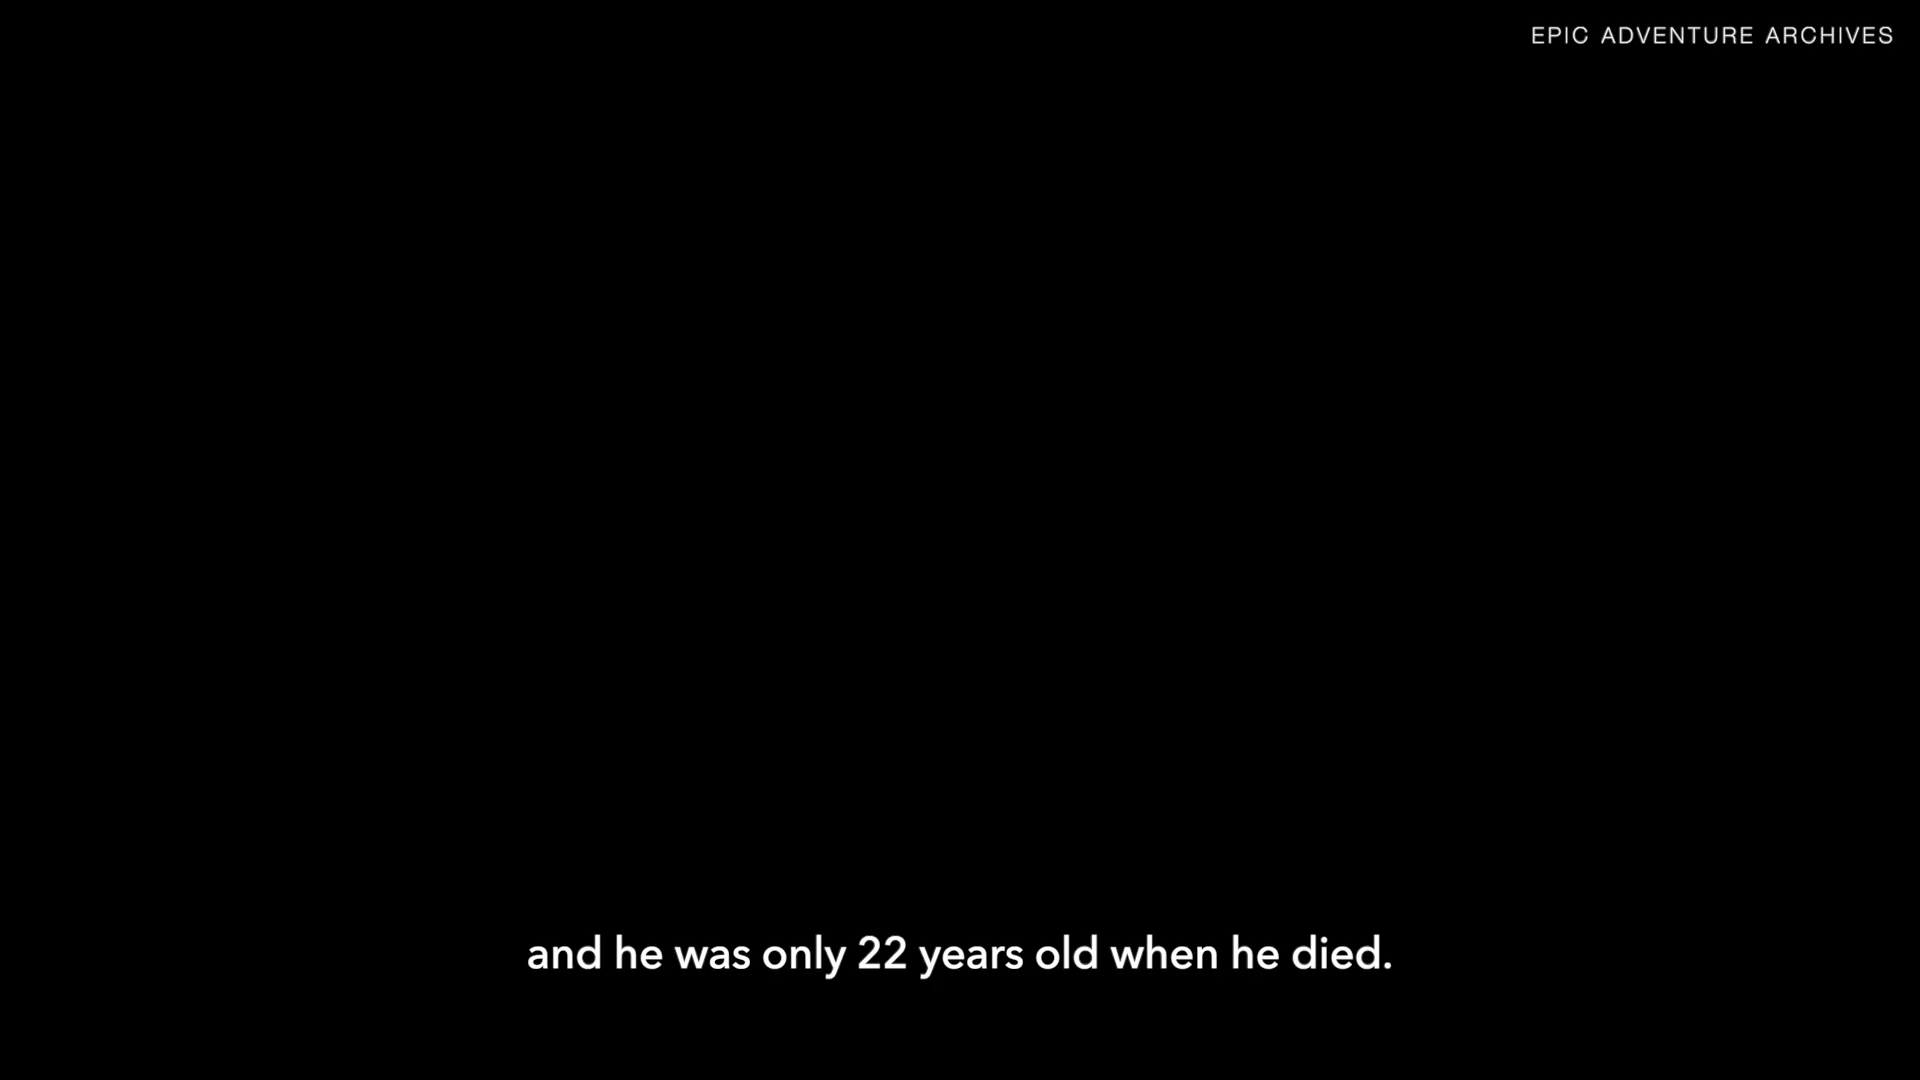 EPIC ADVENTURE ARCHIVES
and he was only 22 years old when he died.